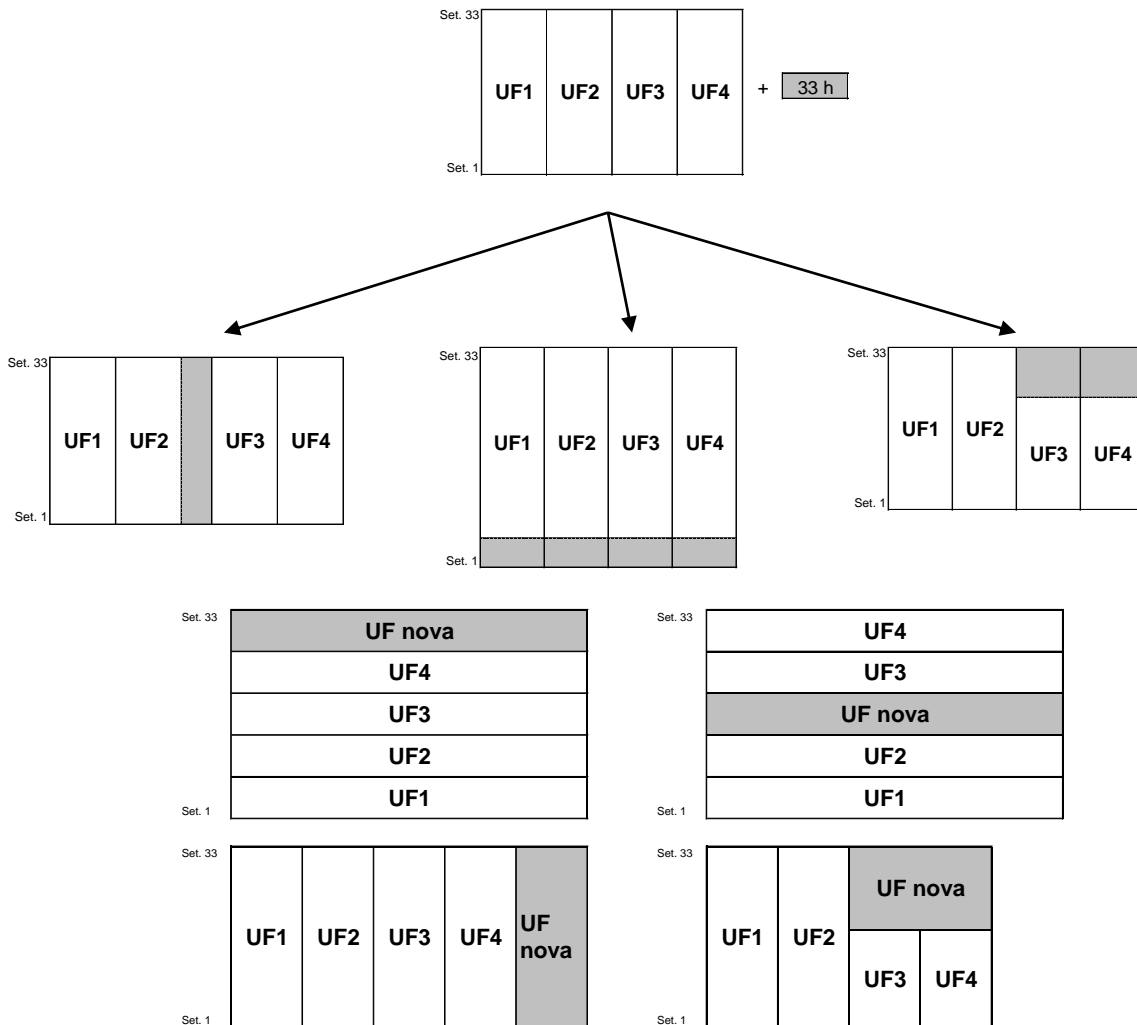 Set. 33
UF1 UF2 UF3 UF4 + 33 h
Set. 1
Set. 33
UF1 UF2 UF3 UF4
Set. 1
Set. 33
UF1 UF2 UF3 UF4
Set. 1
Set. 33
UF1 UF2
UF3 UF4
Set. 1
Set. 33
UF nova
UF4
UF3
UF2
UF1
Set. 1
Set. 33
UF4
UF3
UF nova
UF2
UF1
Set. 1
Set. 33
UF1 UF2 UF3 UF4 UF
nova
Set. 1
Set. 33
UF nova
UF1 UF2
UF3 UF4
Set. 1